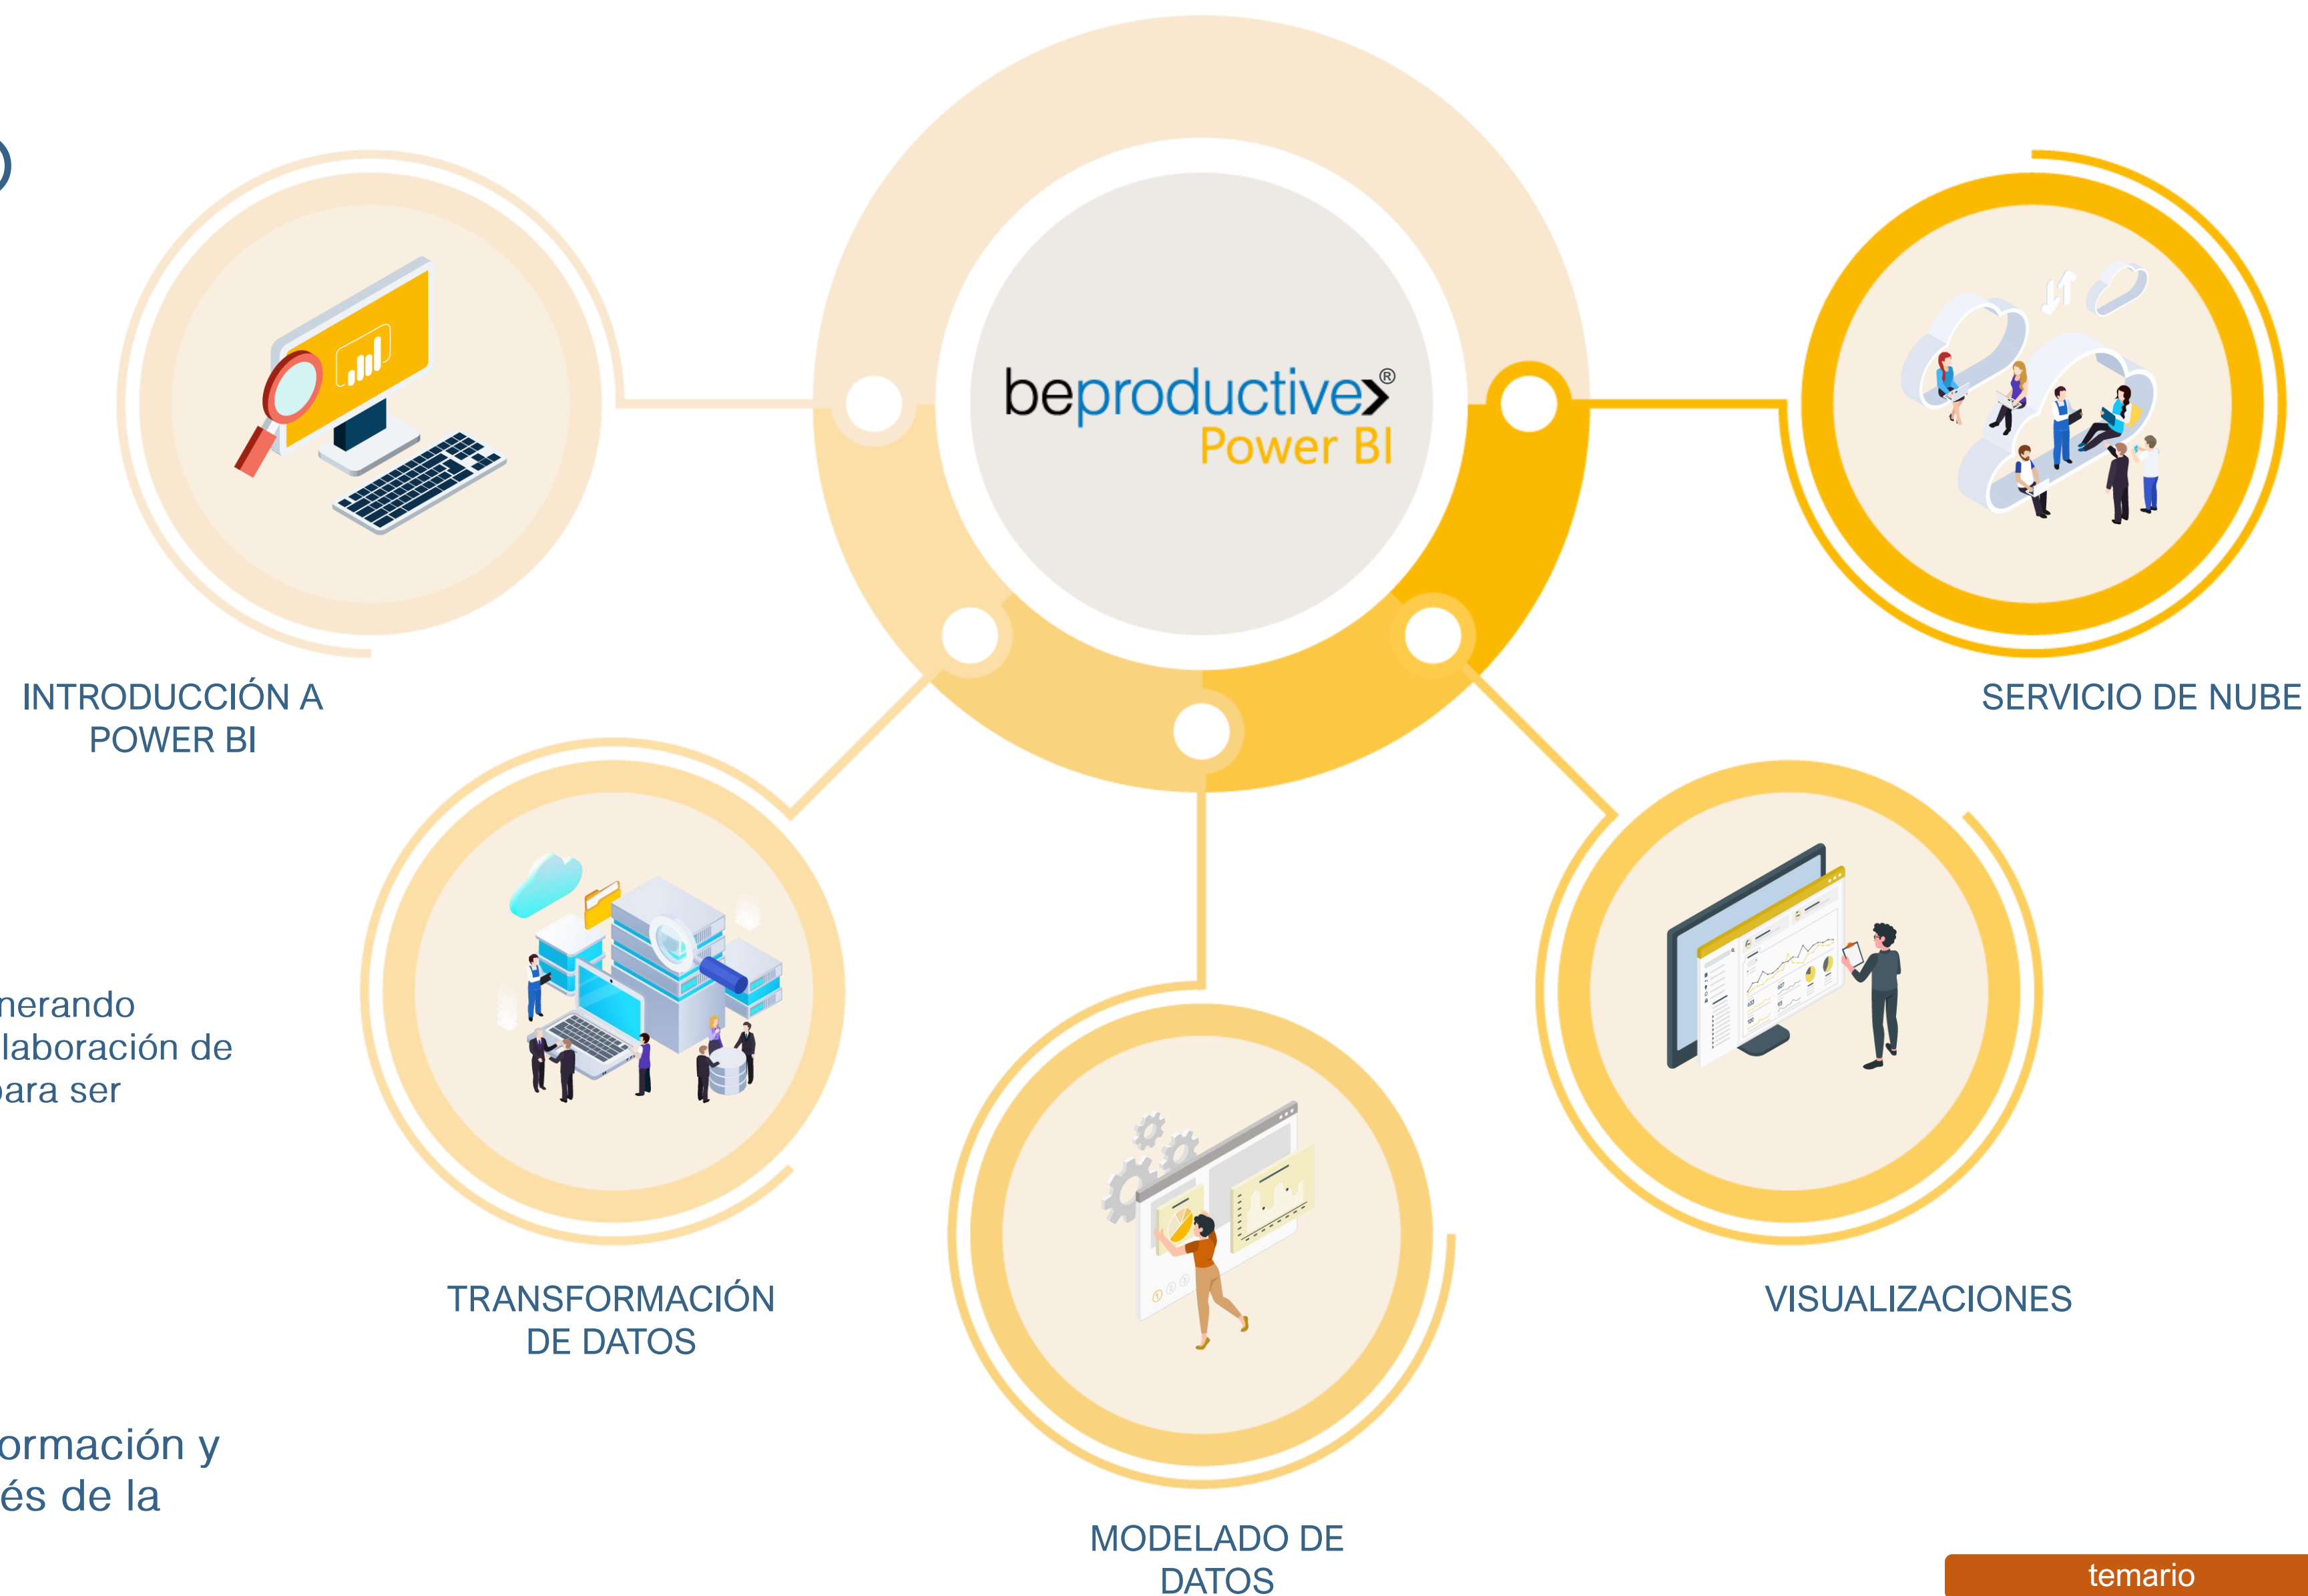 beproductive>®
Power BI
INTRODUCCIÓN A
POWER BI
SERVICIO DE NUBE
nerando
laboración de
para ser
TRANSFORMACIÓN
DE DATOS
VISUALIZACIONES
ormación y
és de la
MODELADO DE
DATOS
temario